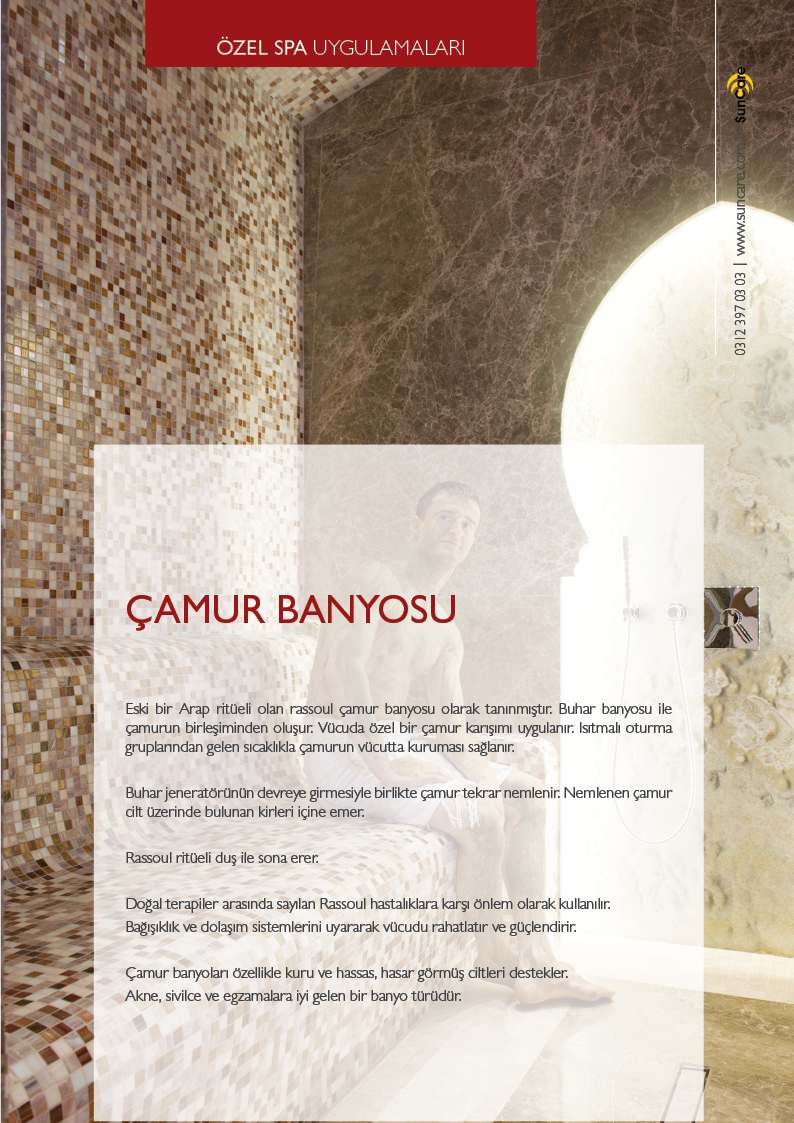 ÖZEL SPA UYGULAMALARI
SunCare
0312 397 03 03 | www.suncare.com
ÇAMUR BANYOSU
Eski bir Arap ritüeli olan rassoul çamur banyosu olarak tanınmıştır. Buhar banyosu ile
çamurun birleşiminden oluşur. Vücuda özel bir çamur karışımı uygulanır. Isıtmalı oturma
gruplarından gelen sıcaklıkla çamurun vücutta kuruması sağlanır.
Buhar jeneratörünün devreye girmesiyle birlikte çamur tekrar nemlenir. Nemlenen çamur
cilt üzerinde bulunan kirleri içine emer.
Rassoul ritüeli duş ile sona erer.
Doğal terapiler arasında sayılan Rassoul hastalıklara karşı önlem olarak kullanılır.
Bağışıklık ve dolaşım sistemlerini uyararak vücudu rahatlatır ve güçlendirir.
Çamur banyoları özellikle kuru ve hassas, hasar görmüş ciltleri destekler.
Akne, sivilce ve egzamalara iyi gelen bir banyo türüdür.